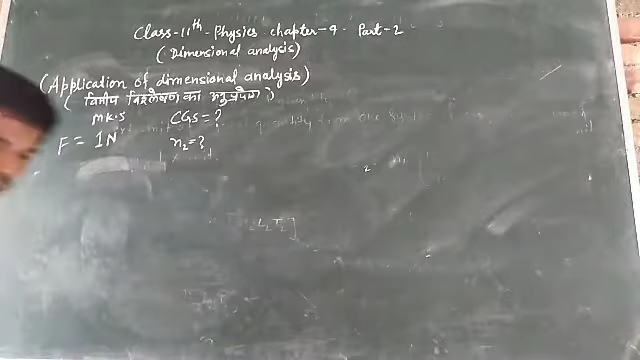 Class-11th Physics chapter-4 Part-2
(Dimensional analysis)
(Application of dimensional analysis)
(विमीय विश्लेषण का अनुप्रयोग)
M.K.S CGS = ?
F = 1N n₂ = ?